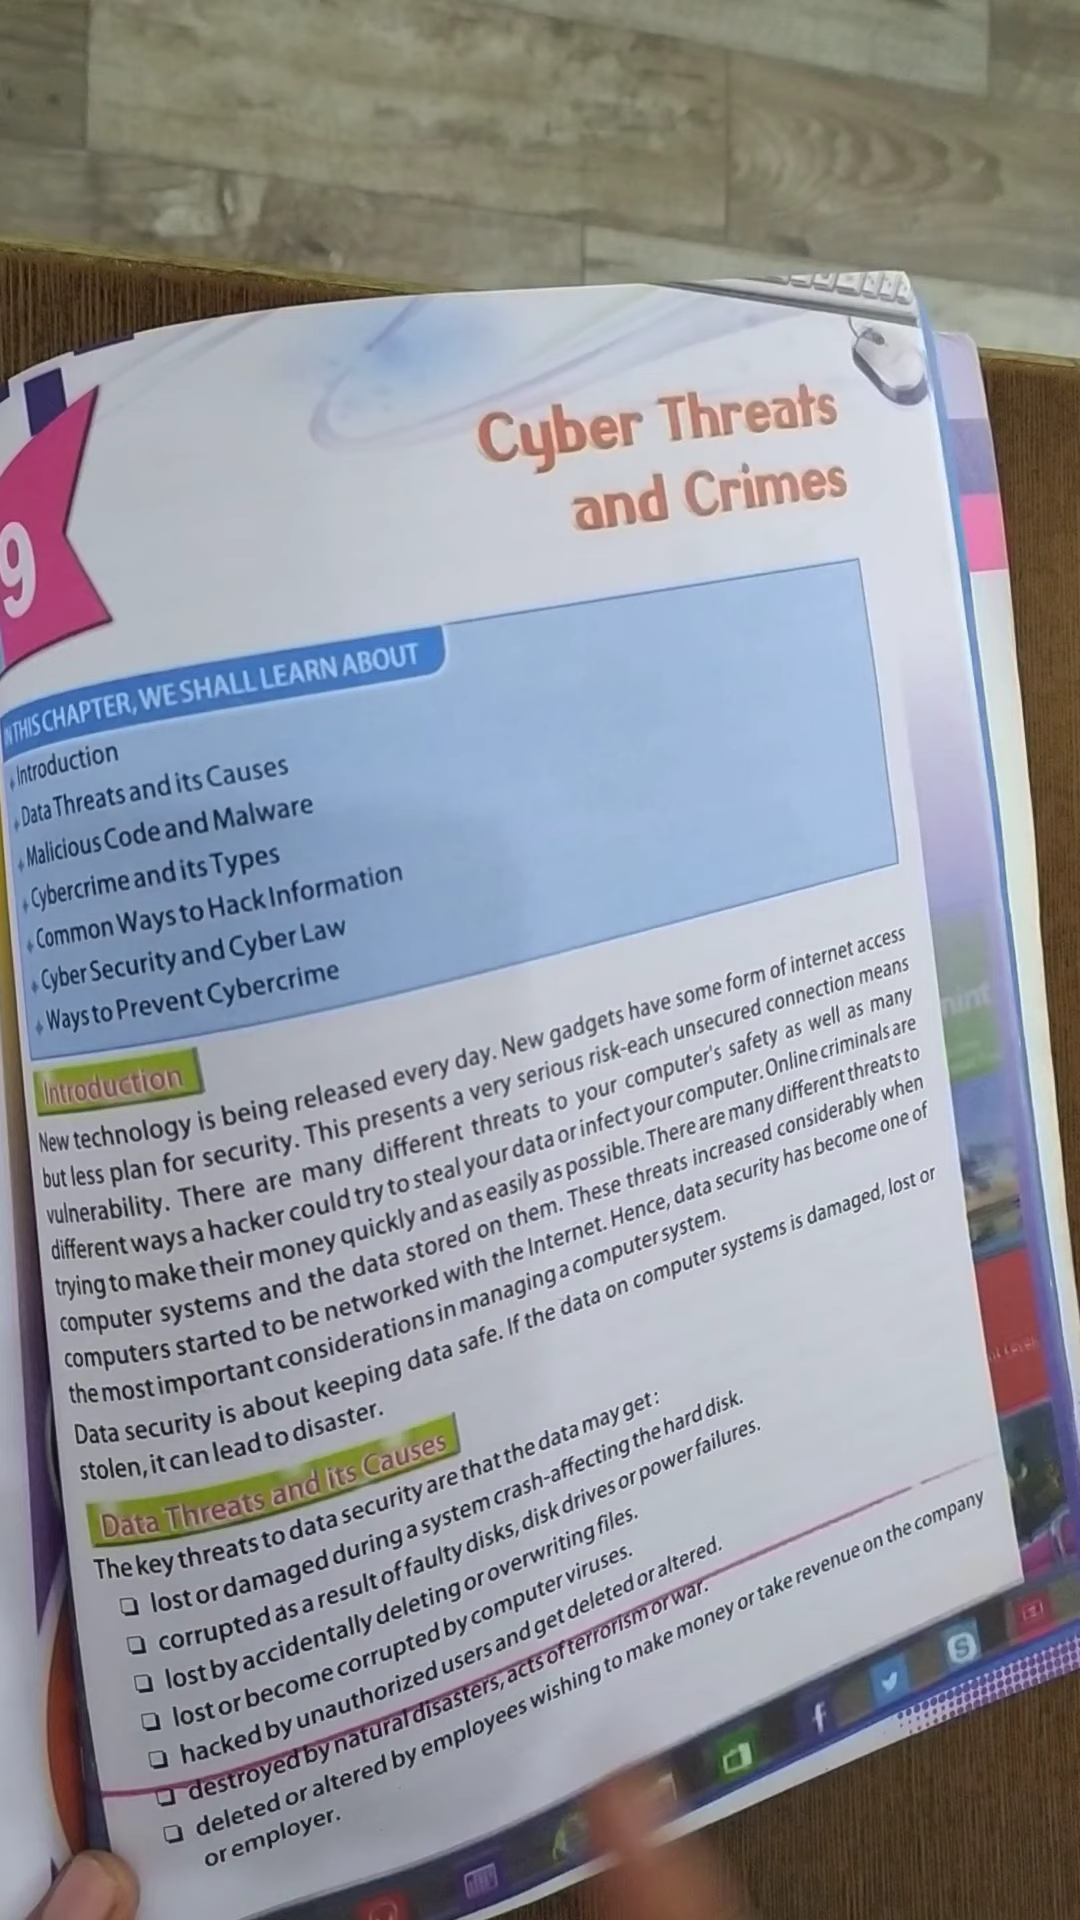 9
Cyber Threats
and Crimes
IN THIS CHAPTER, WE SHALL LEARN ABOUT
Introduction
Data Threats and its Causes
Malicious Code and Malware
Cybercrime and its Types
Common Ways to Hack Information
Cyber Security and Cyber Law
Ways to Prevent Cybercrime
Introduction
New technology is being released every day. New gadgets have some form of internet access
but less plan for security. This presents a very serious risk-each unsecured connection means
vulnerability. There are many different threats to your computer's safety as well as many
different ways a hacker could try to steal your data or infect your computer. Online criminals are
trying to make their money quickly and as easily as possible. There are many different threats to
computer systems and the data stored on them. These threats increased considerably when
computers started to be networked with the Internet. Hence, data security has become one of
the most important considerations in managing a computer system.
Data security is about keeping data safe. If the data on computer systems is damaged, lost or
stolen, it can lead to disaster.
Data Threats and its Causes
The key threats to data security are that the data may get:
lost or damaged during a system crash-affecting the hard disk.
corrupted as a result of faulty disks, disk drives or power failures.
lost by accidentally deleting or overwriting files.
lost or become corrupted by computer viruses.
hacked by unauthorized users and get deleted or altered.
destroyed by natural disasters, acts of terrorism or war.
deleted or altered by employees wishing to make money or take revenue on the company
or employer.